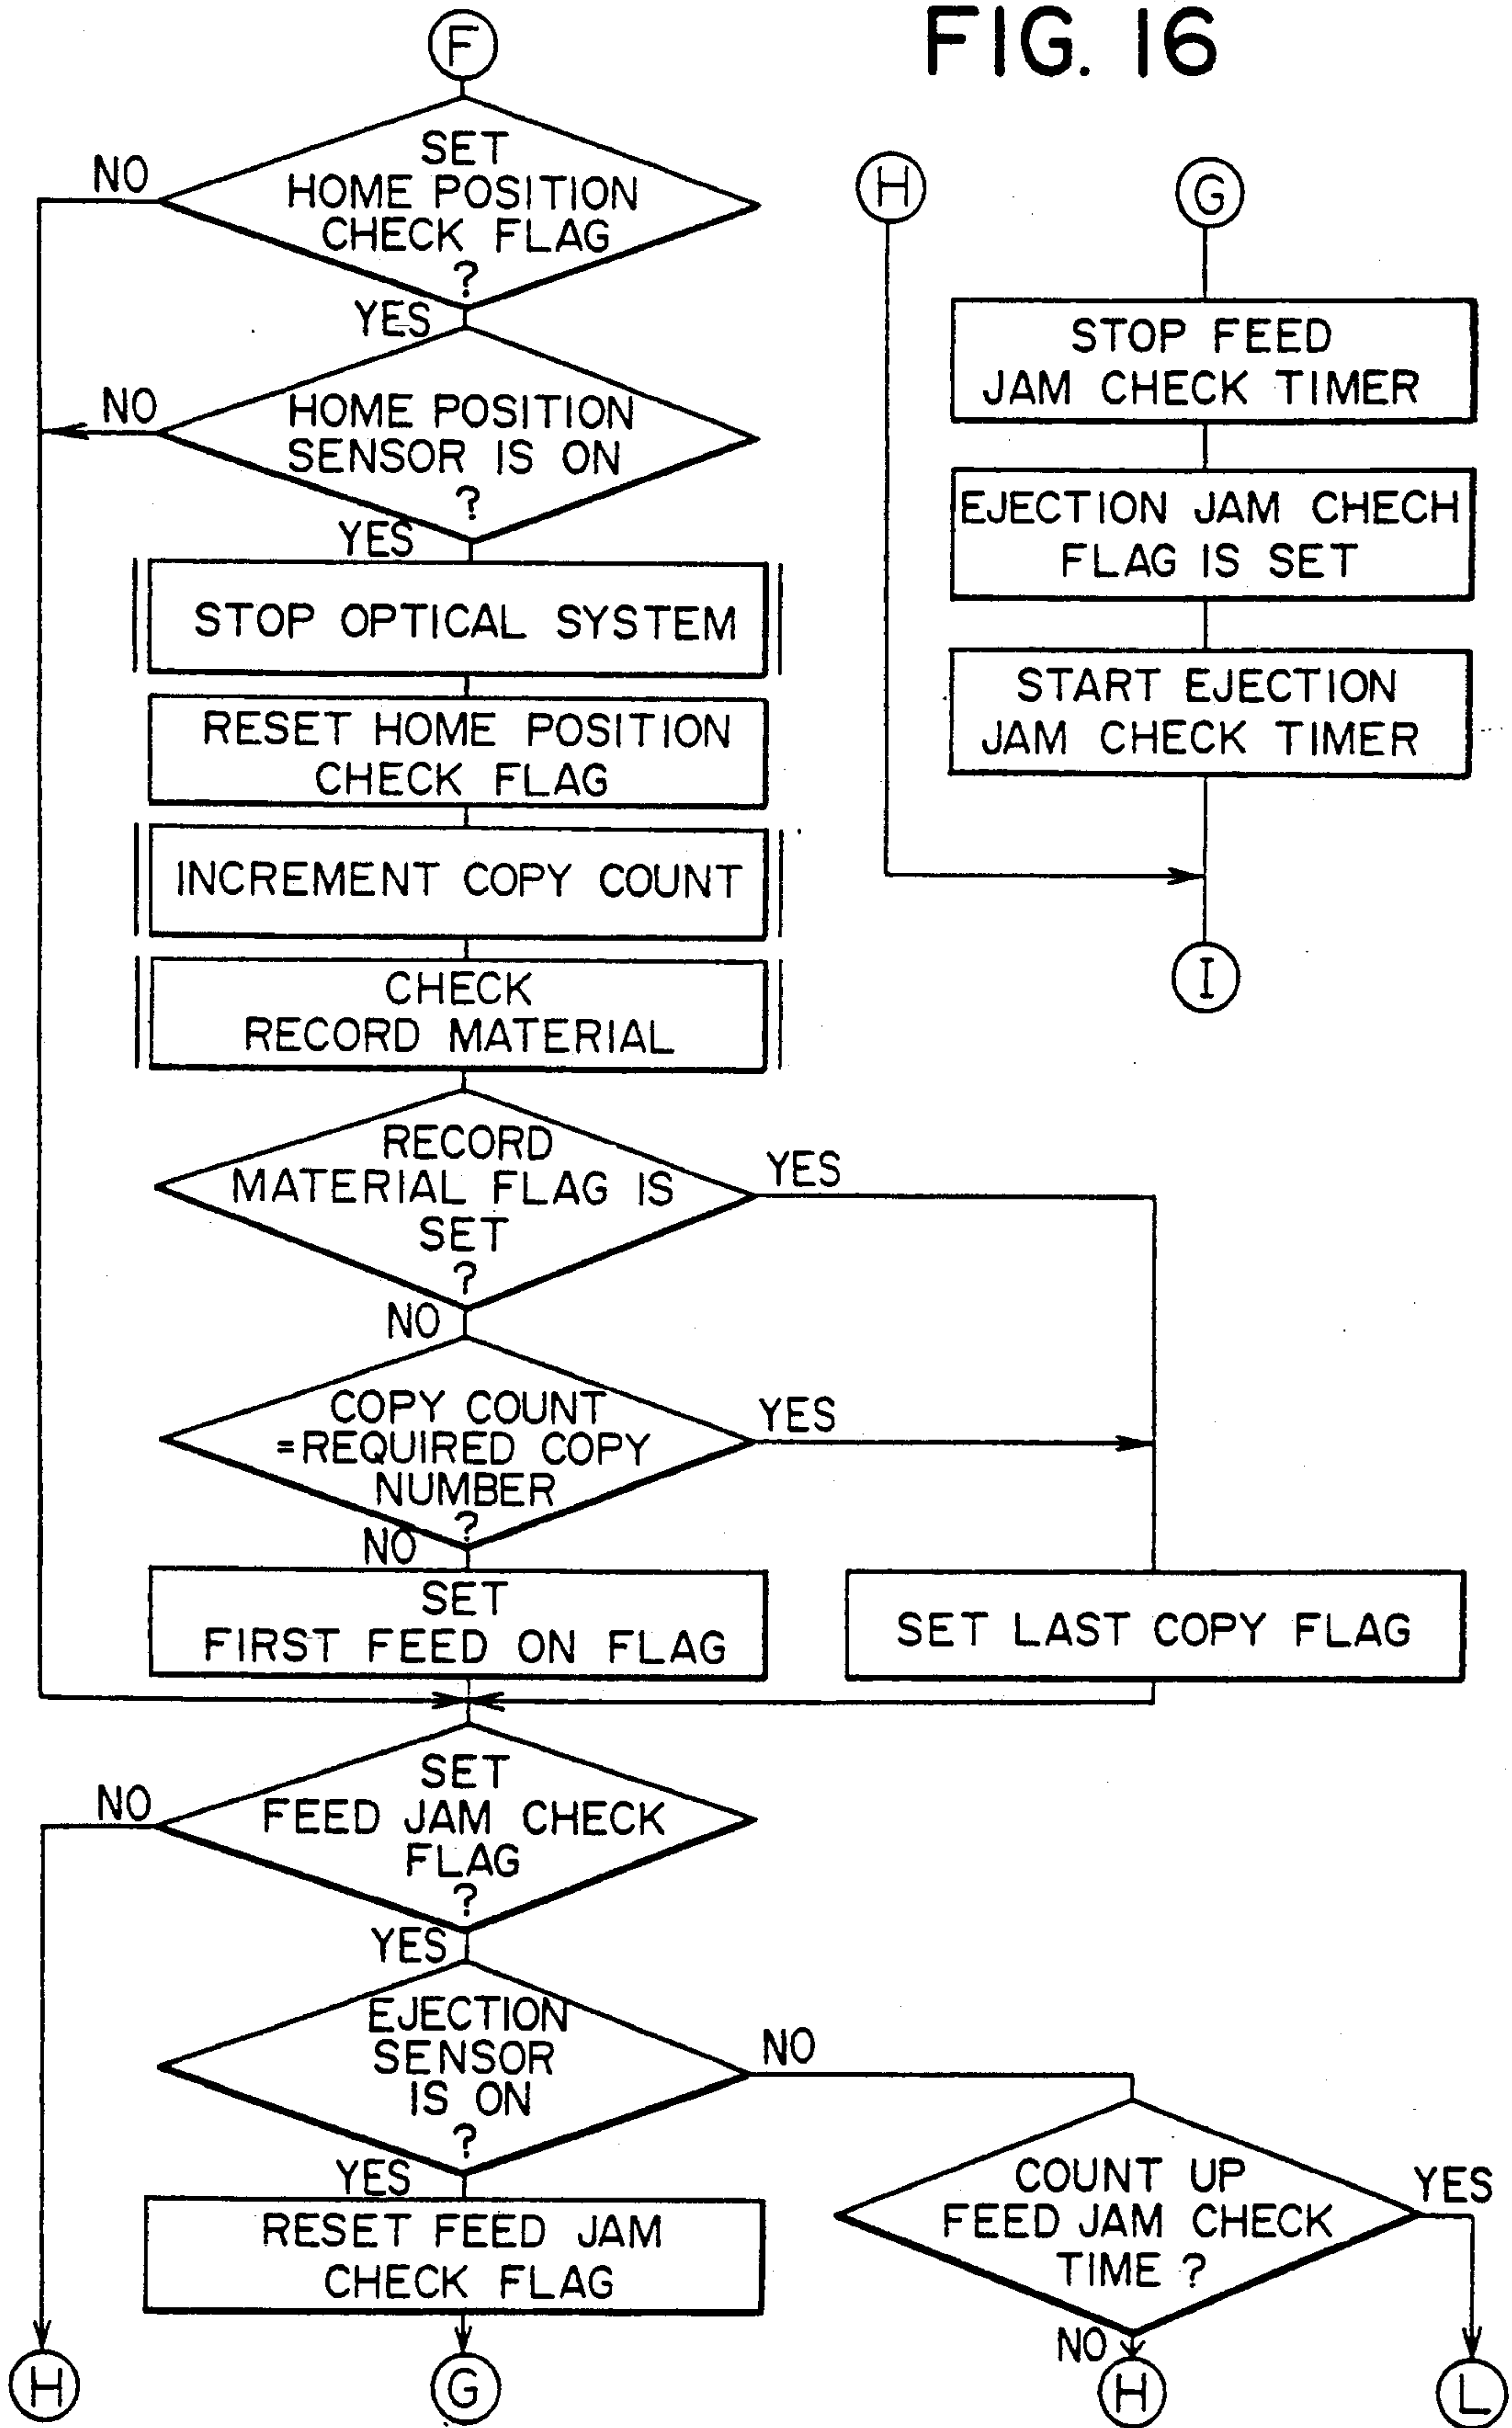 FIG. 16
F
SET
HOME POSITION
CHECK FLAG
?
NO
YES
HOME POSITION
SENSOR IS ON
?
NO
YES
STOP OPTICAL SYSTEM
RESET HOME POSITION
CHECK FLAG
INCREMENT COPY COUNT
CHECK
RECORD MATERIAL
RECORD
MATERIAL FLAG IS
SET
?
YES
NO
COPY COUNT
=REQUIRED COPY
NUMBER
?
YES
NO
SET
FIRST FEED ON FLAG
SET LAST COPY FLAG
SET
FEED JAM CHECK
FLAG
?
NO
YES
EJECTION
SENSOR
IS ON
?
NO
YES
RESET FEED JAM
CHECK FLAG
COUNT UP
FEED JAM CHECK
TIME ?
YES
NO
H
G
H
L
H
G
STOP FEED
JAM CHECK TIMER
EJECTION JAM CHECH
FLAG IS SET
START EJECTION
JAM CHECK TIMER
I